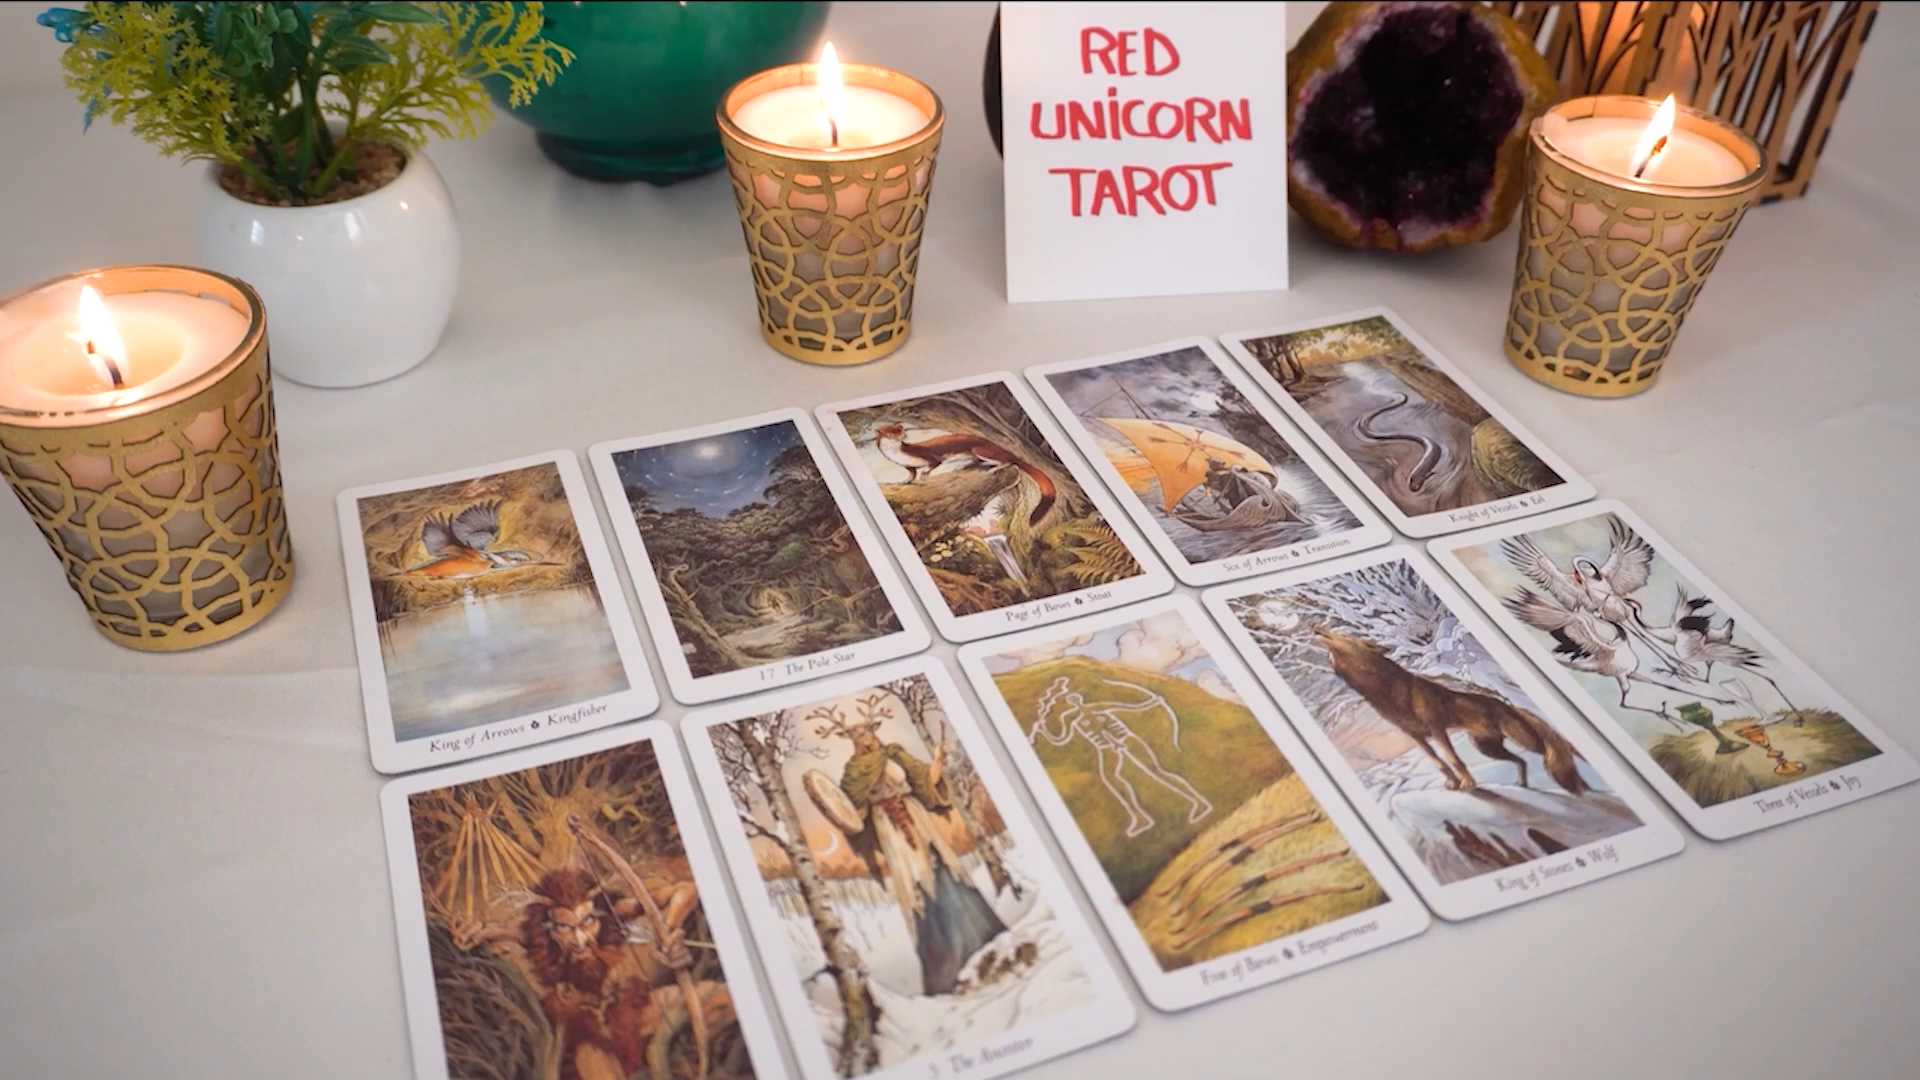 RED
UNiCORN
TAROT
King of Arrows Kingfisher
17 The Pole Star
Page of Bows Stoat
Six of Arrows Transition
Knight of Vessels Eel
5 The Ancestor
Five of Bows Empowerment
King of Stones Wolf
Three of Vessels Joy